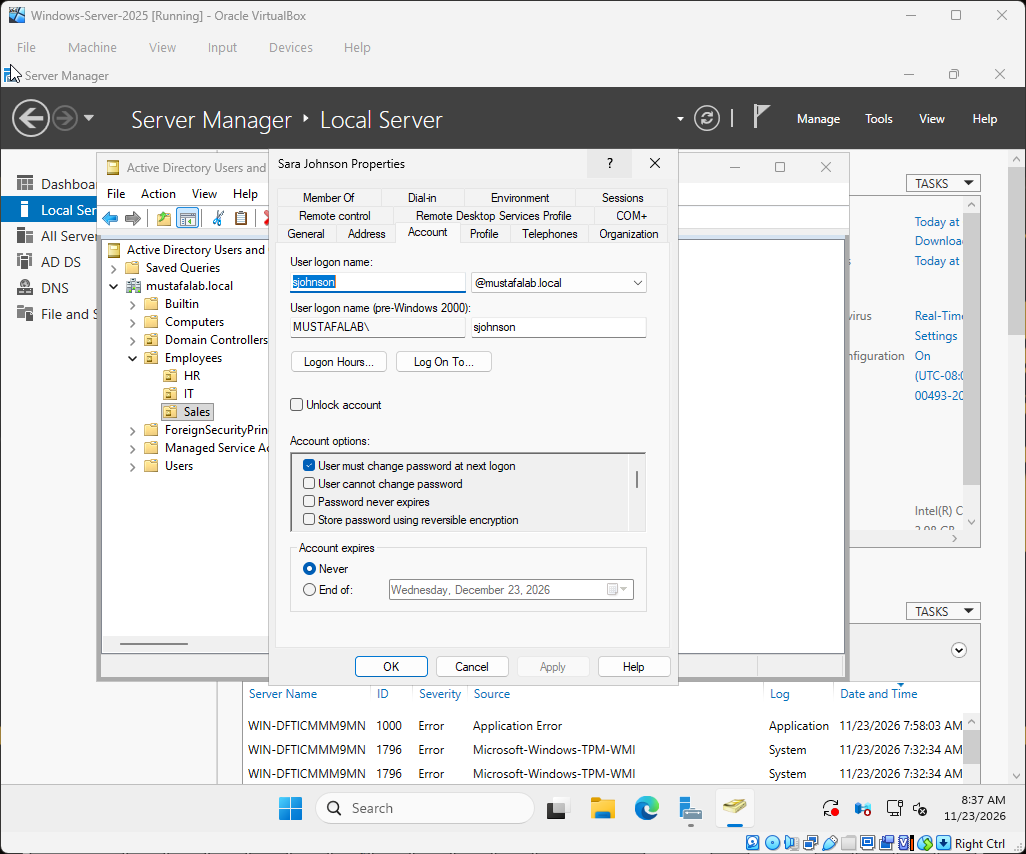 Windows-Server-2025 [Running] - Oracle VirtualBox
File Machine View Input Devices Help
Server Manager
Server Manager Local Server
Manage Tools View Help
Dashboa
Local Ser
All Server
AD DS
DNS
File and S
Active Directory Users and
File Action View Help
Active Directory Users and
Saved Queries
mustafalab.local
Builtin
Computers
Domain Controllers
Employees
HR
IT
Sales
ForeignSecurityPrin
Managed Service Ac
Users
Sara Johnson Properties
?
Member Of Dial-in Environment Sessions
Remote control Remote Desktop Services Profile COM+
General Address Account Profile Telephones Organization
User logon name:
sjohnson @mustafalab.local
User logon name (pre-Windows 2000):
MUSTAFALAB\ sjohnson
Logon Hours... Log On To...
Unlock account
Account options:
User must change password at next logon
User cannot change password
Password never expires
Store password using reversible encryption
Account expires
Never
End of: Wednesday, December 23, 2026
OK Cancel Apply Help
TASKS
Today at
Downloa
Today at
virus Real-Time
Settings
nfiguration On
(UTC-08:0
00493-20
Intel(R) C
TASKS
Server Name ID Severity Source Log Date and Time
WIN-DFTICMMM9MN 1000 Error Application Error Application 11/23/2026 7:58:03 AM
WIN-DFTICMMM9MN 1796 Error Microsoft-Windows-TPM-WMI System 11/23/2026 7:32:34 AM
WIN-DFTICMMM9MN 1796 Error Microsoft-Windows-TPM-WMI System 11/23/2026 7:32:34 AM
Search
8:37 AM
11/23/2026
Right Ctrl